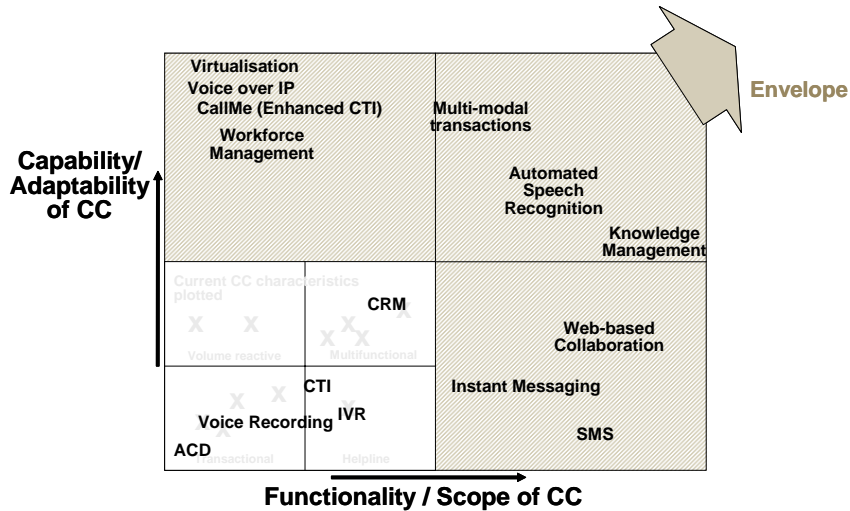 Virtualisation
Voice over IP
CallMe (Enhanced CTI)
Workforce
Management
Multi-modal
transactions
Automated
Speech
Recognition
Knowledge
Management
Envelope
Capability/
Adaptability
of CC
Current CC characteristics
plotted
X X
X X
X X
CRM
Volume reactive
Multifunctional
Web-based
Collaboration
CTI
Instant Messaging
X X
X
IVR
Voice Recording
X X
SMS
ACD
Transactional
Helpline
Functionality / Scope of CC